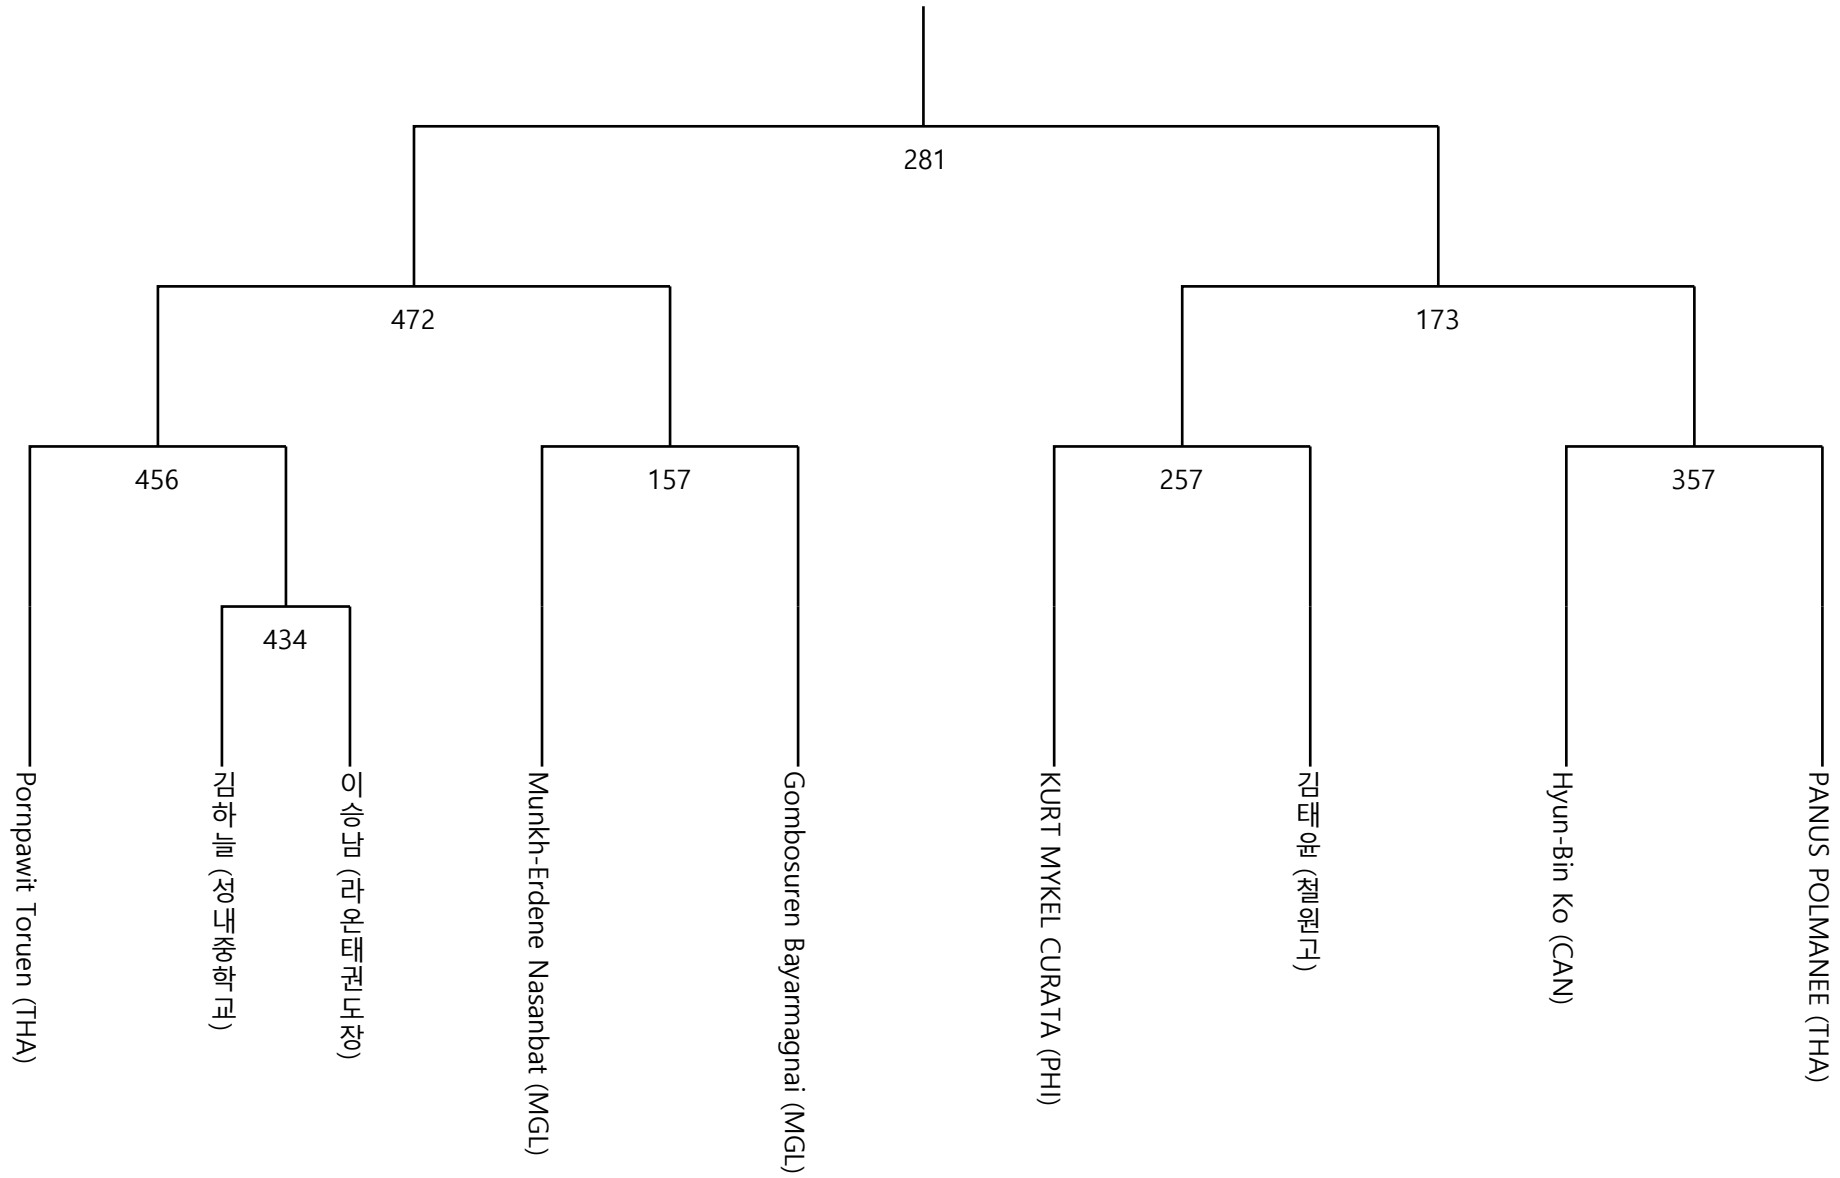 281
472
173
456
157
257
357
434
Pornpawit Toruen (THA)
김하늘 (성내중학교)
이승남 (라온태권도장)
Munkh-Erdene Nasanbat (MGL)
Gombosuren Bayarmagnai (MGL)
KURT MYKEL CURATA (PHI)
김태윤 (철원고)
Hyun-Bin Ko (CAN)
PANUS POLMANEE (THA)